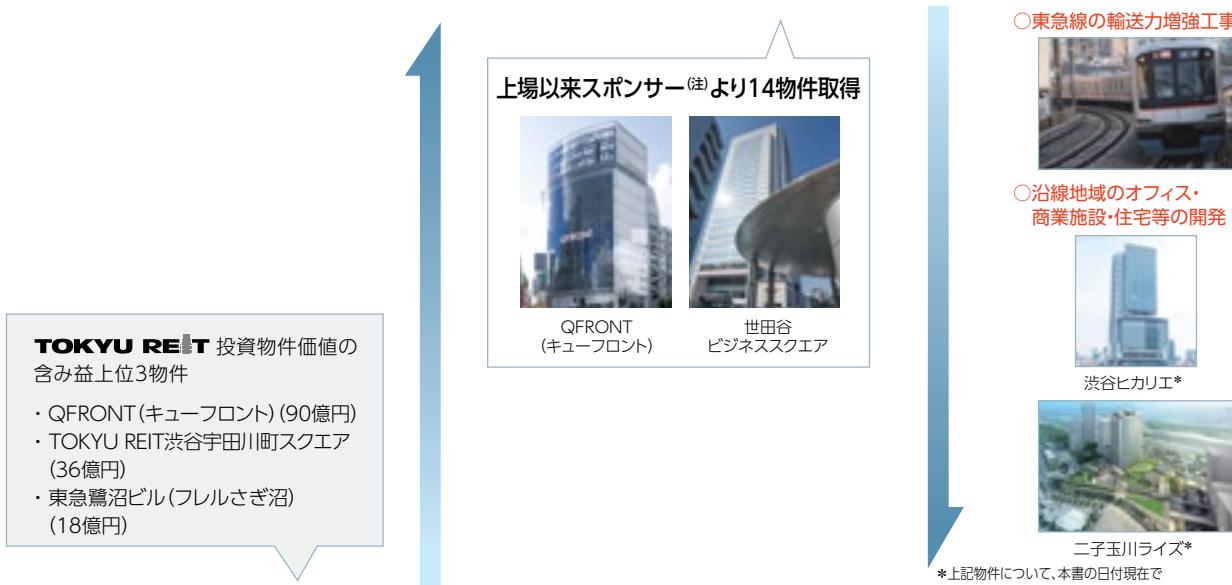 TOKYU REIT 投資物件価値の
含み益上位3物件
・QFRONT(キューフロント)(90億円)
・TOKYU REIT渋谷宇田川町スクエア
(36億円)
・東急鷺沼ビル(フレルさぎ沼)
(18億円)
上場以来スポンサー(注)より14物件取得
QFRONT
(キューフロント)
世田谷
ビジネススクエア
○東急線の輸送力増強工事
○沿線地域のオフィス・
商業施設・住宅等の開発
渋谷ヒカリエ*
二子玉川ライズ*
*上記物件について、本書の日付現在で